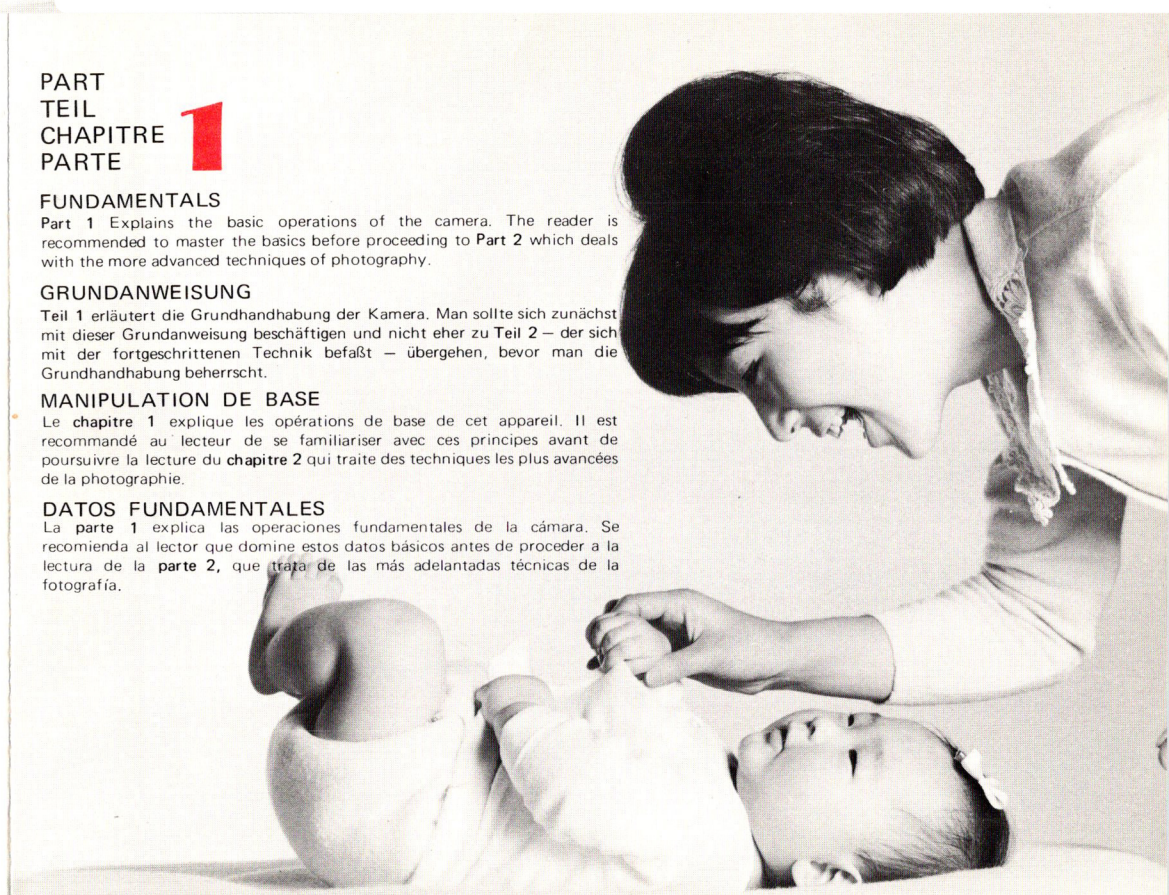 PART
TEIL
CHAPITRE
PARTE
1
FUNDAMENTALS
Part 1 Explains the basic operations of the camera. The reader is
recommended to master the basics before proceeding to Part 2 which deals
with the more advanced techniques of photography.
GRUNDANWEISUNG
Teil 1 erläutert die Grundhandhabung der Kamera. Man sollte sich zunächst
mit dieser Grundanweisung beschäftigen und nicht eher zu Teil 2 — der sich
mit der fortgeschrittenen Technik befaßt — übergehen, bevor man die
Grundhandhabung beherrscht.
MANIPULATION DE BASE
Le chapitre 1 explique les opérations de base de cet appareil. Il est
recommandé au lecteur de se familiariser avec ces principes avant de
poursuivre la lecture du chapitre 2 qui traite des techniques les plus avancées
de la photographie.
DATOS FUNDAMENTALES
La parte 1 explica las operaciones fundamentales de la cámara. Se
recomienda al lector que domine estos datos básicos antes de proceder a la
lectura de la parte 2, que trata de las más adelantadas técnicas de la
fotografía.